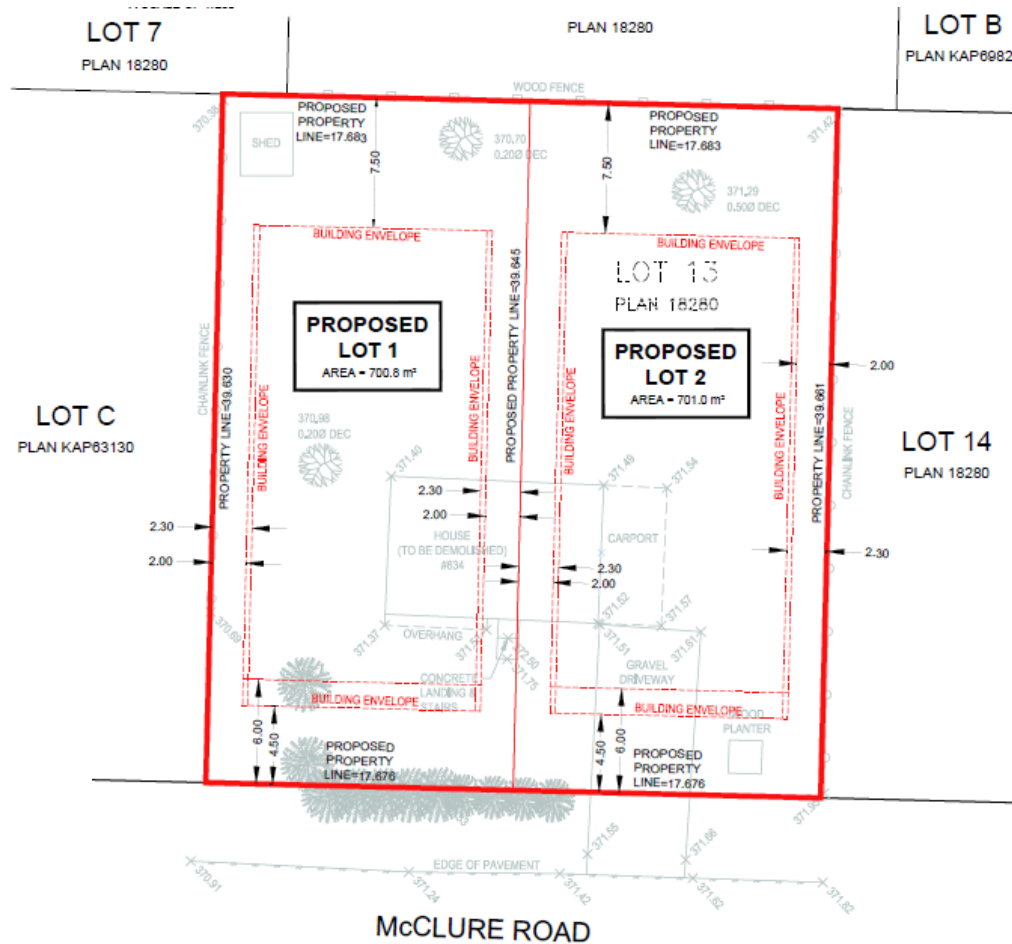 LOT 7
PLAN 18280
PLAN 18280
LOT B
PLAN KAP6982
WOOD FENCE
370.38
SHED
PROPOSED
PROPERTY
LINE=17.683
7.50
370.70
0.20Ø DEC
PROPOSED
PROPERTY
LINE=17.683
7.50
371.42
371.29
0.50Ø DEC
BUILDING ENVELOPE
BUILDING ENVELOPE
LOT 13
PLAN 18280
PROPOSED
LOT 1
AREA = 700.8 m²
PROPOSED
LOT 2
AREA = 701.0 m²
2.00
CHAINLINK FENCE
PROPERTY LINE=39.630
BUILDING ENVELOPE
BUILDING ENVELOPE
PROPOSED PROPERTY LINE=39.645
BUILDING ENVELOPE
BUILDING ENVELOPE
PROPERTY LINE=39.661
CHAINLINK FENCE
LOT C
PLAN KAP63130
LOT 14
PLAN 18280
370.98
0.20Ø DEC
371.40
371.49
371.54
2.30
2.00
2.30
2.00
HOUSE
(TO BE DEMOLISHED)
#634
CARPORT
2.30
2.30
2.00
370.69
371.37
OVERHANG
372.50
371.75
371.52
371.51
371.57
371.61
CONCRETE
LANDING &
STAIRS
GRAVEL
DRIVEWAY
BUILDING ENVELOPE
BUILDING ENVELOPE
PLANTER
6.00
4.50
4.50
6.00
PROPOSED
PROPERTY
LINE=17.676
PROPOSED
PROPERTY
LINE=17.676
371.55
371.66
EDGE OF PAVEMENT
370.91
371.24
371.42
371.62
371.82
McCLURE ROAD